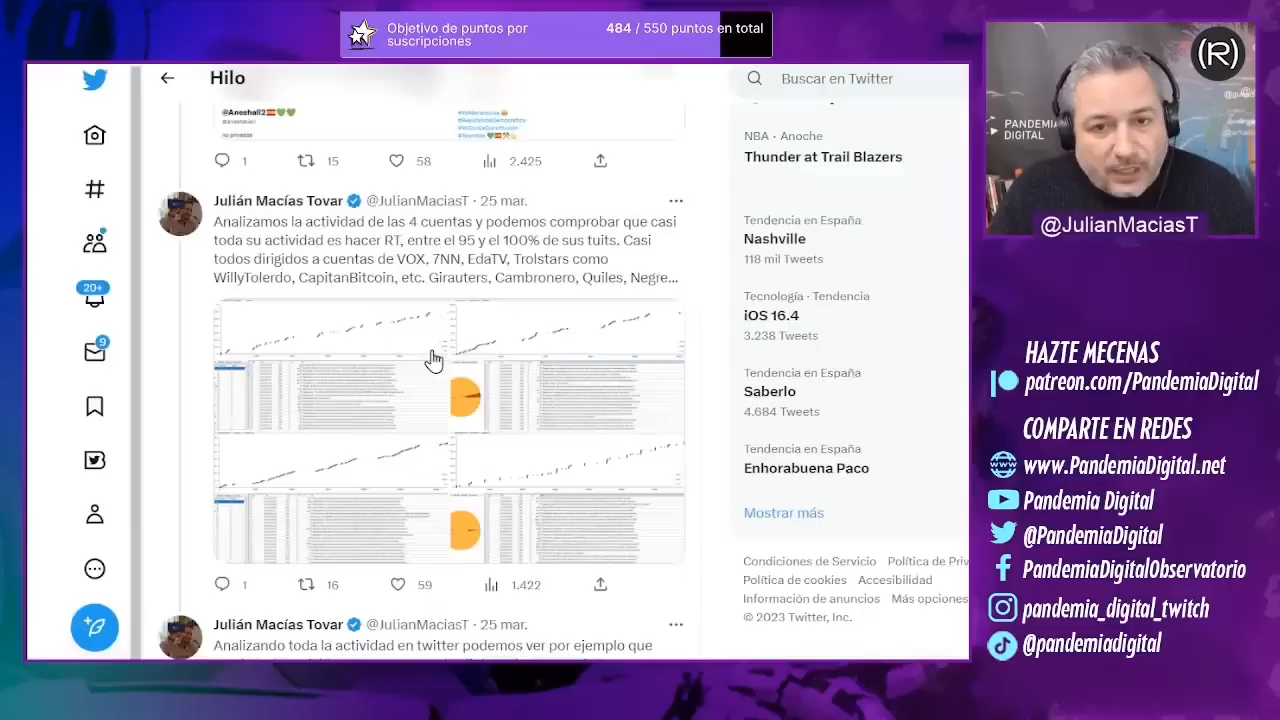 Objetivo de puntos por
suscripciones
484 / 550 puntos en total
Hilo
Buscar en Twitter
@Aneshali2
no privadas
1
15
58
2.425
NBA · Anoche
Thunder at Trail Blazers
Julián Macías Tovar @JulianMaciasT · 25 mar.
Analizamos la actividad de las 4 cuentas y podemos comprobar que casi
toda su actividad es hacer RT, entre el 95 y el 100% de sus tuits. Casi
todos dirigidos a cuentas de VOX, 7NN, EdaTV, Trolstars como
WillyTolerdo, CapitanBitcoin, etc. Girauters, Cambronero, Quiles, Negre...
1
16
59
1.422
Julián Macías Tovar @JulianMaciasT · 25 mar.
Analizando toda la actividad en twitter podemos ver por ejemplo que
20+
9
Tendencia en España
Nashville
118 mil Tweets
Tecnología · Tendencia
iOS 16.4
3.238 Tweets
Tendencia en España
Saberlo
4.684 Tweets
Tendencia en España
Enhorabuena Paco
Mostrar más
Condiciones de Servicio Política de Priv
Política de cookies Accesibilidad
Información de anuncios Más opciones
© 2023 Twitter, Inc.
(R)
PANDEMIA
DIGITAL
@JulianMaciasT
HAZTE MECENAS
patreon.com/PandemiaDigital
COMPARTE EN REDES
www.PandemiaDigital.net
Pandemia Digital
@PandemiaDigital
PandemiaDigitalObservatorio
pandemia_digital_twitch
@pandemiadigital